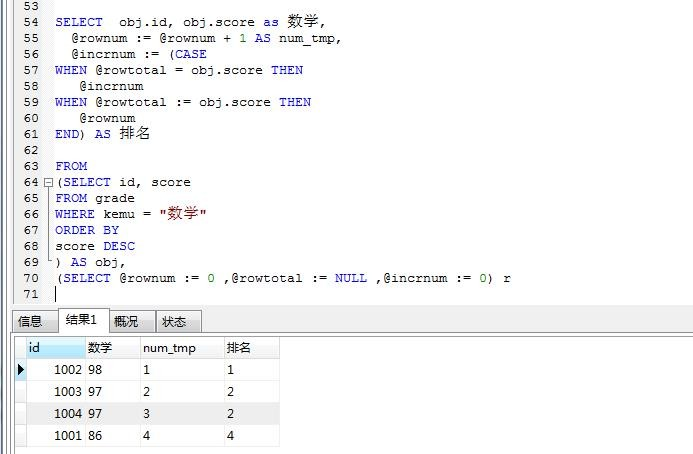 53
54 SELECT  obj.id, obj.score as 数学,
55   @rownum := @rownum + 1 AS num_tmp,
56   @incrnum := (CASE
57 WHEN @rowtotal = obj.score THEN
58    @incrnum
59 WHEN @rowtotal := obj.score THEN
60    @rownum
61 END) AS 排名
62
63 FROM
64 (SELECT id, score
65 FROM grade
66 WHERE kemu = "数学"
67 ORDER BY
68 score DESC
69 ) AS obj,
70 (SELECT @rownum := 0 ,@rowtotal := NULL ,@incrnum := 0) r
71
信息 结果1 概况 状态
id 数学 num_tmp 排名
1002 98 1 1
1003 97 2 2
1004 97 3 2
1001 86 4 4